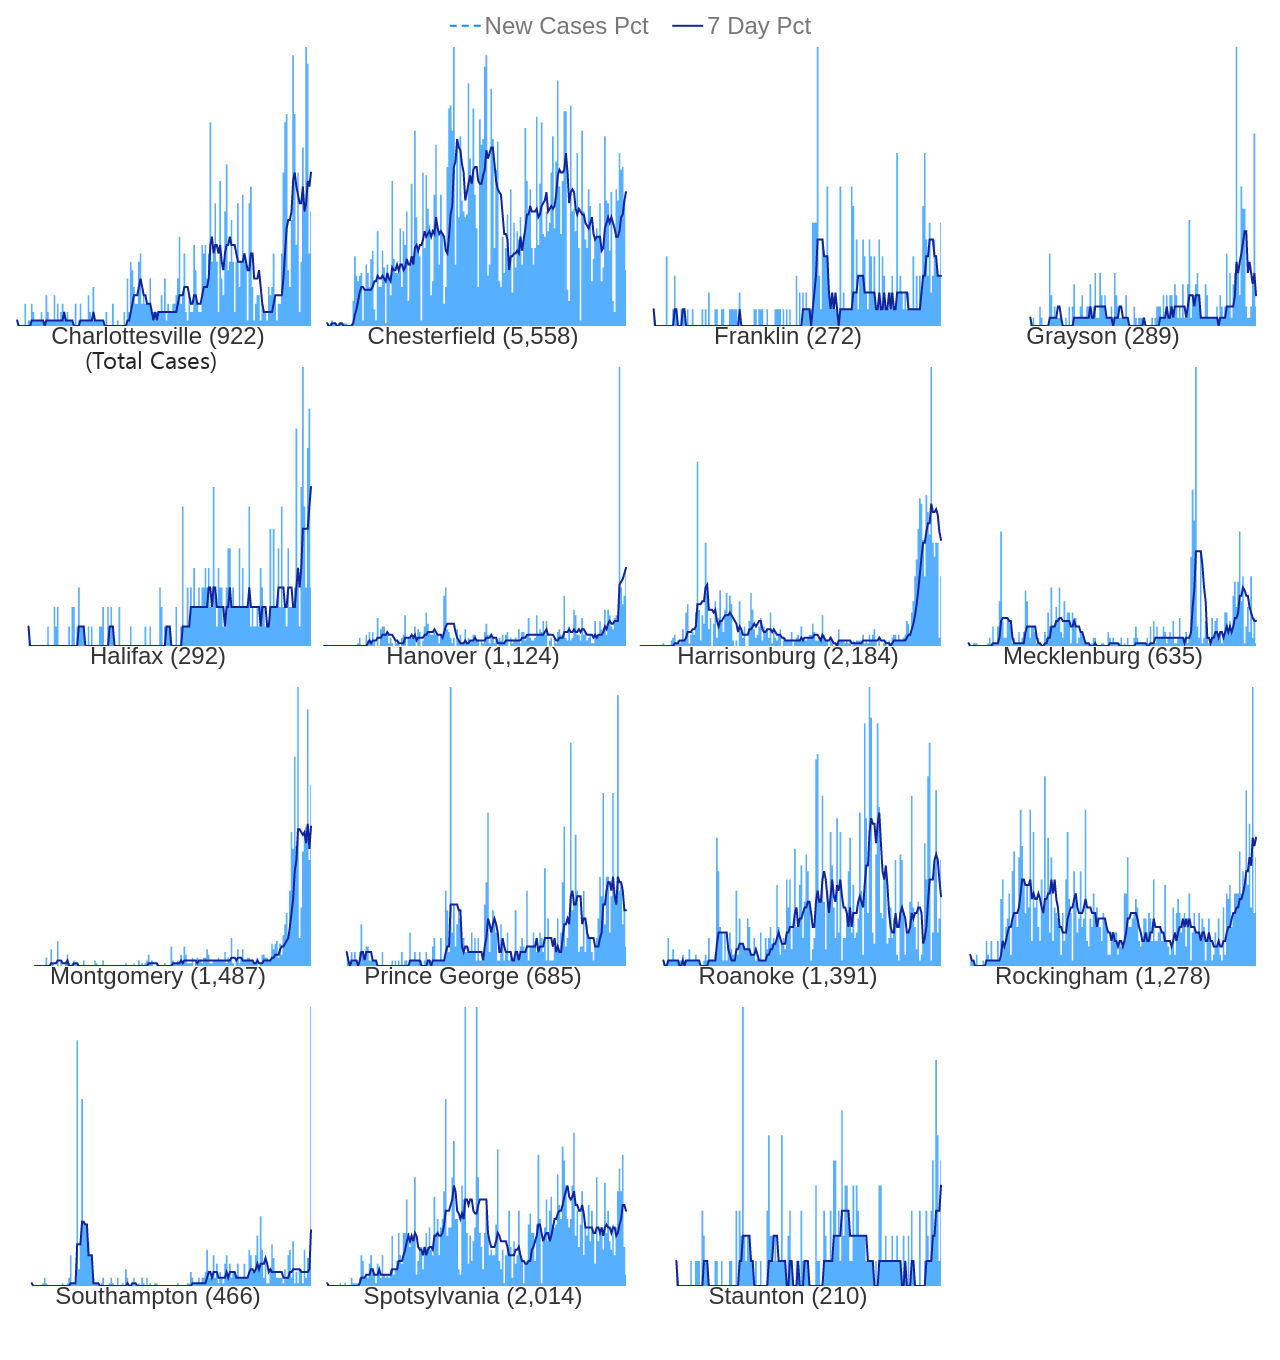 New Cases Pct 7 Day Pct
Charlottesville (922) Chesterfield (5,558) Franklin (272) Grayson (289)
(Total Cases)
Halifax (292) Hanover (1,124) Harrisonburg (2,184) Mecklenburg (635)
Montgomery (1,487) Prince George (685) Roanoke (1,391) Rockingham (1,278)
Southampton (466) Spotsylvania (2,014) Staunton (210)